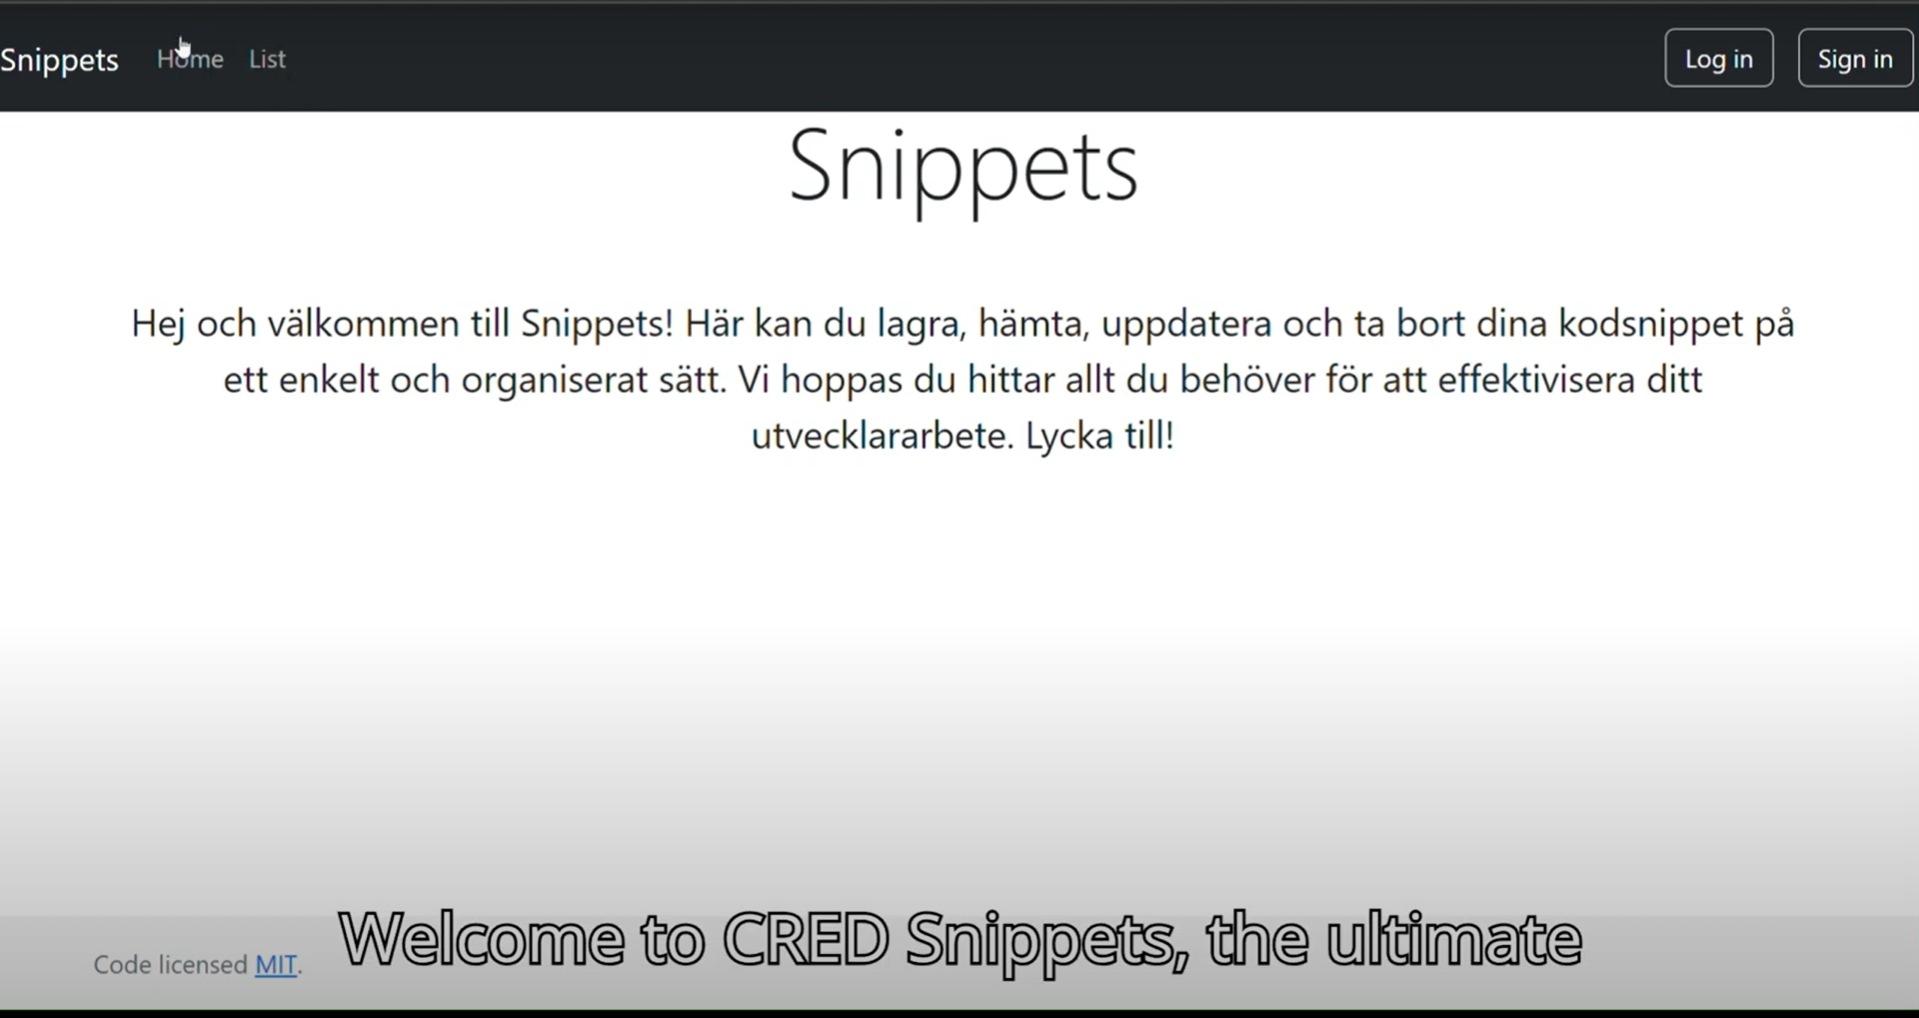 Snippets Home List Log in Sign in
Snippets
Hej och välkommen till Snippets! Här kan du lagra, hämta, uppdatera och ta bort dina kodsnippet på
ett enkelt och organiserat sätt. Vi hoppas du hittar allt du behöver för att effektivisera ditt
utvecklararbete. Lycka till!
Welcome to CRED Snippets, the ultimate
Code licensed MIT.